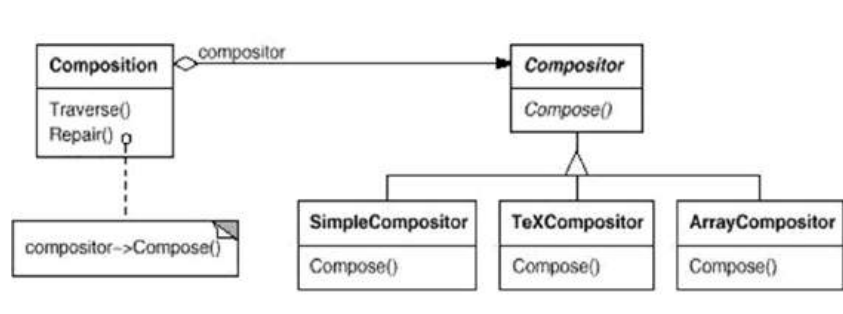 Composition
Traverse()
Repair()
compositor
Compositor
Compose()
compositor->Compose()
SimpleCompositor
Compose()
TeXCompositor
Compose()
ArrayCompositor
Compose()